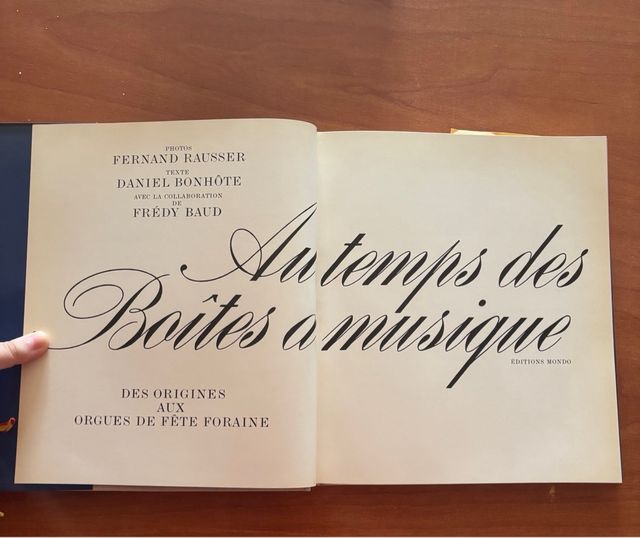 PHOTOS
FERNAND RAUSSER
TEXTE
DANIEL BONHÔTE
AVEC LA COLLABORATION
DE
FRÉDY BAUD
Au temps des
Boîtes à musique
ÉDITIONS MONDO
DES ORIGINES
AUX
ORGUES DE FÊTE FORAINE